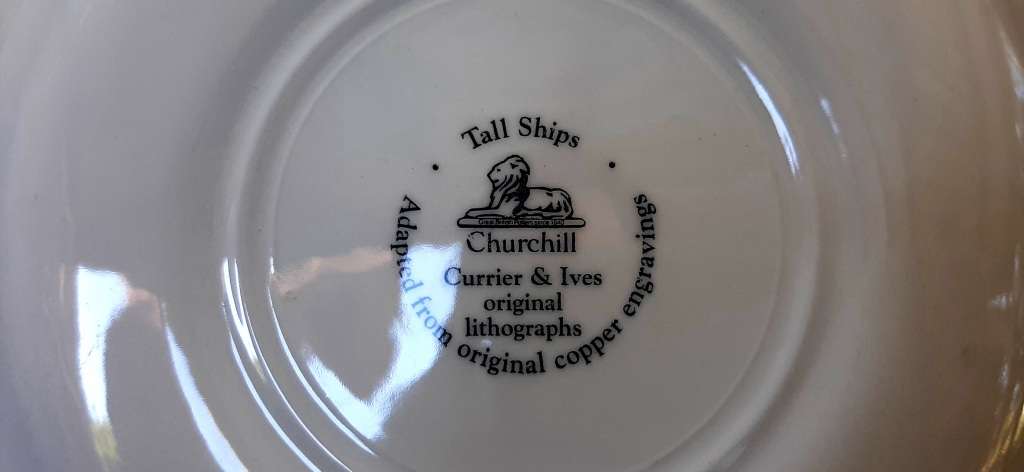 Tall Ships
Churchill
Currier & Ives
original
lithographs
Adapted from original copper engravings